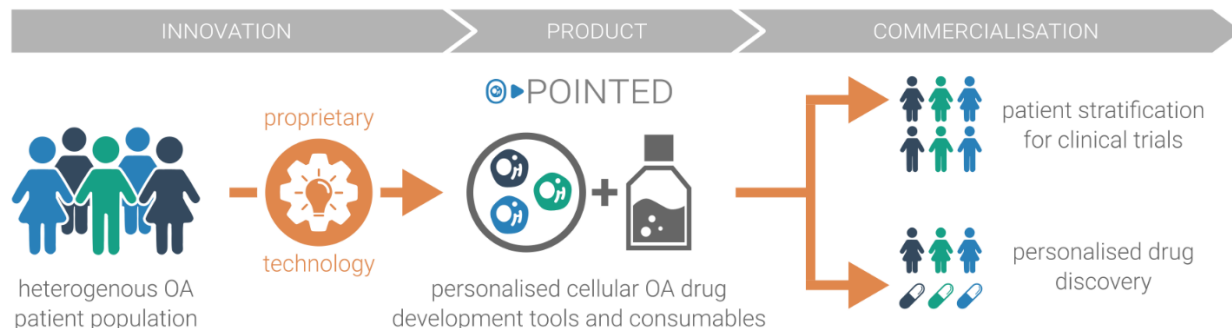 INNOVATION
PRODUCT
COMMERCIALISATION
POINTED
proprietary
technology
heterogenous OA
patient population
personalised cellular OA drug
development tools and consumables
patient stratification
for clinical trials
personalised drug
discovery